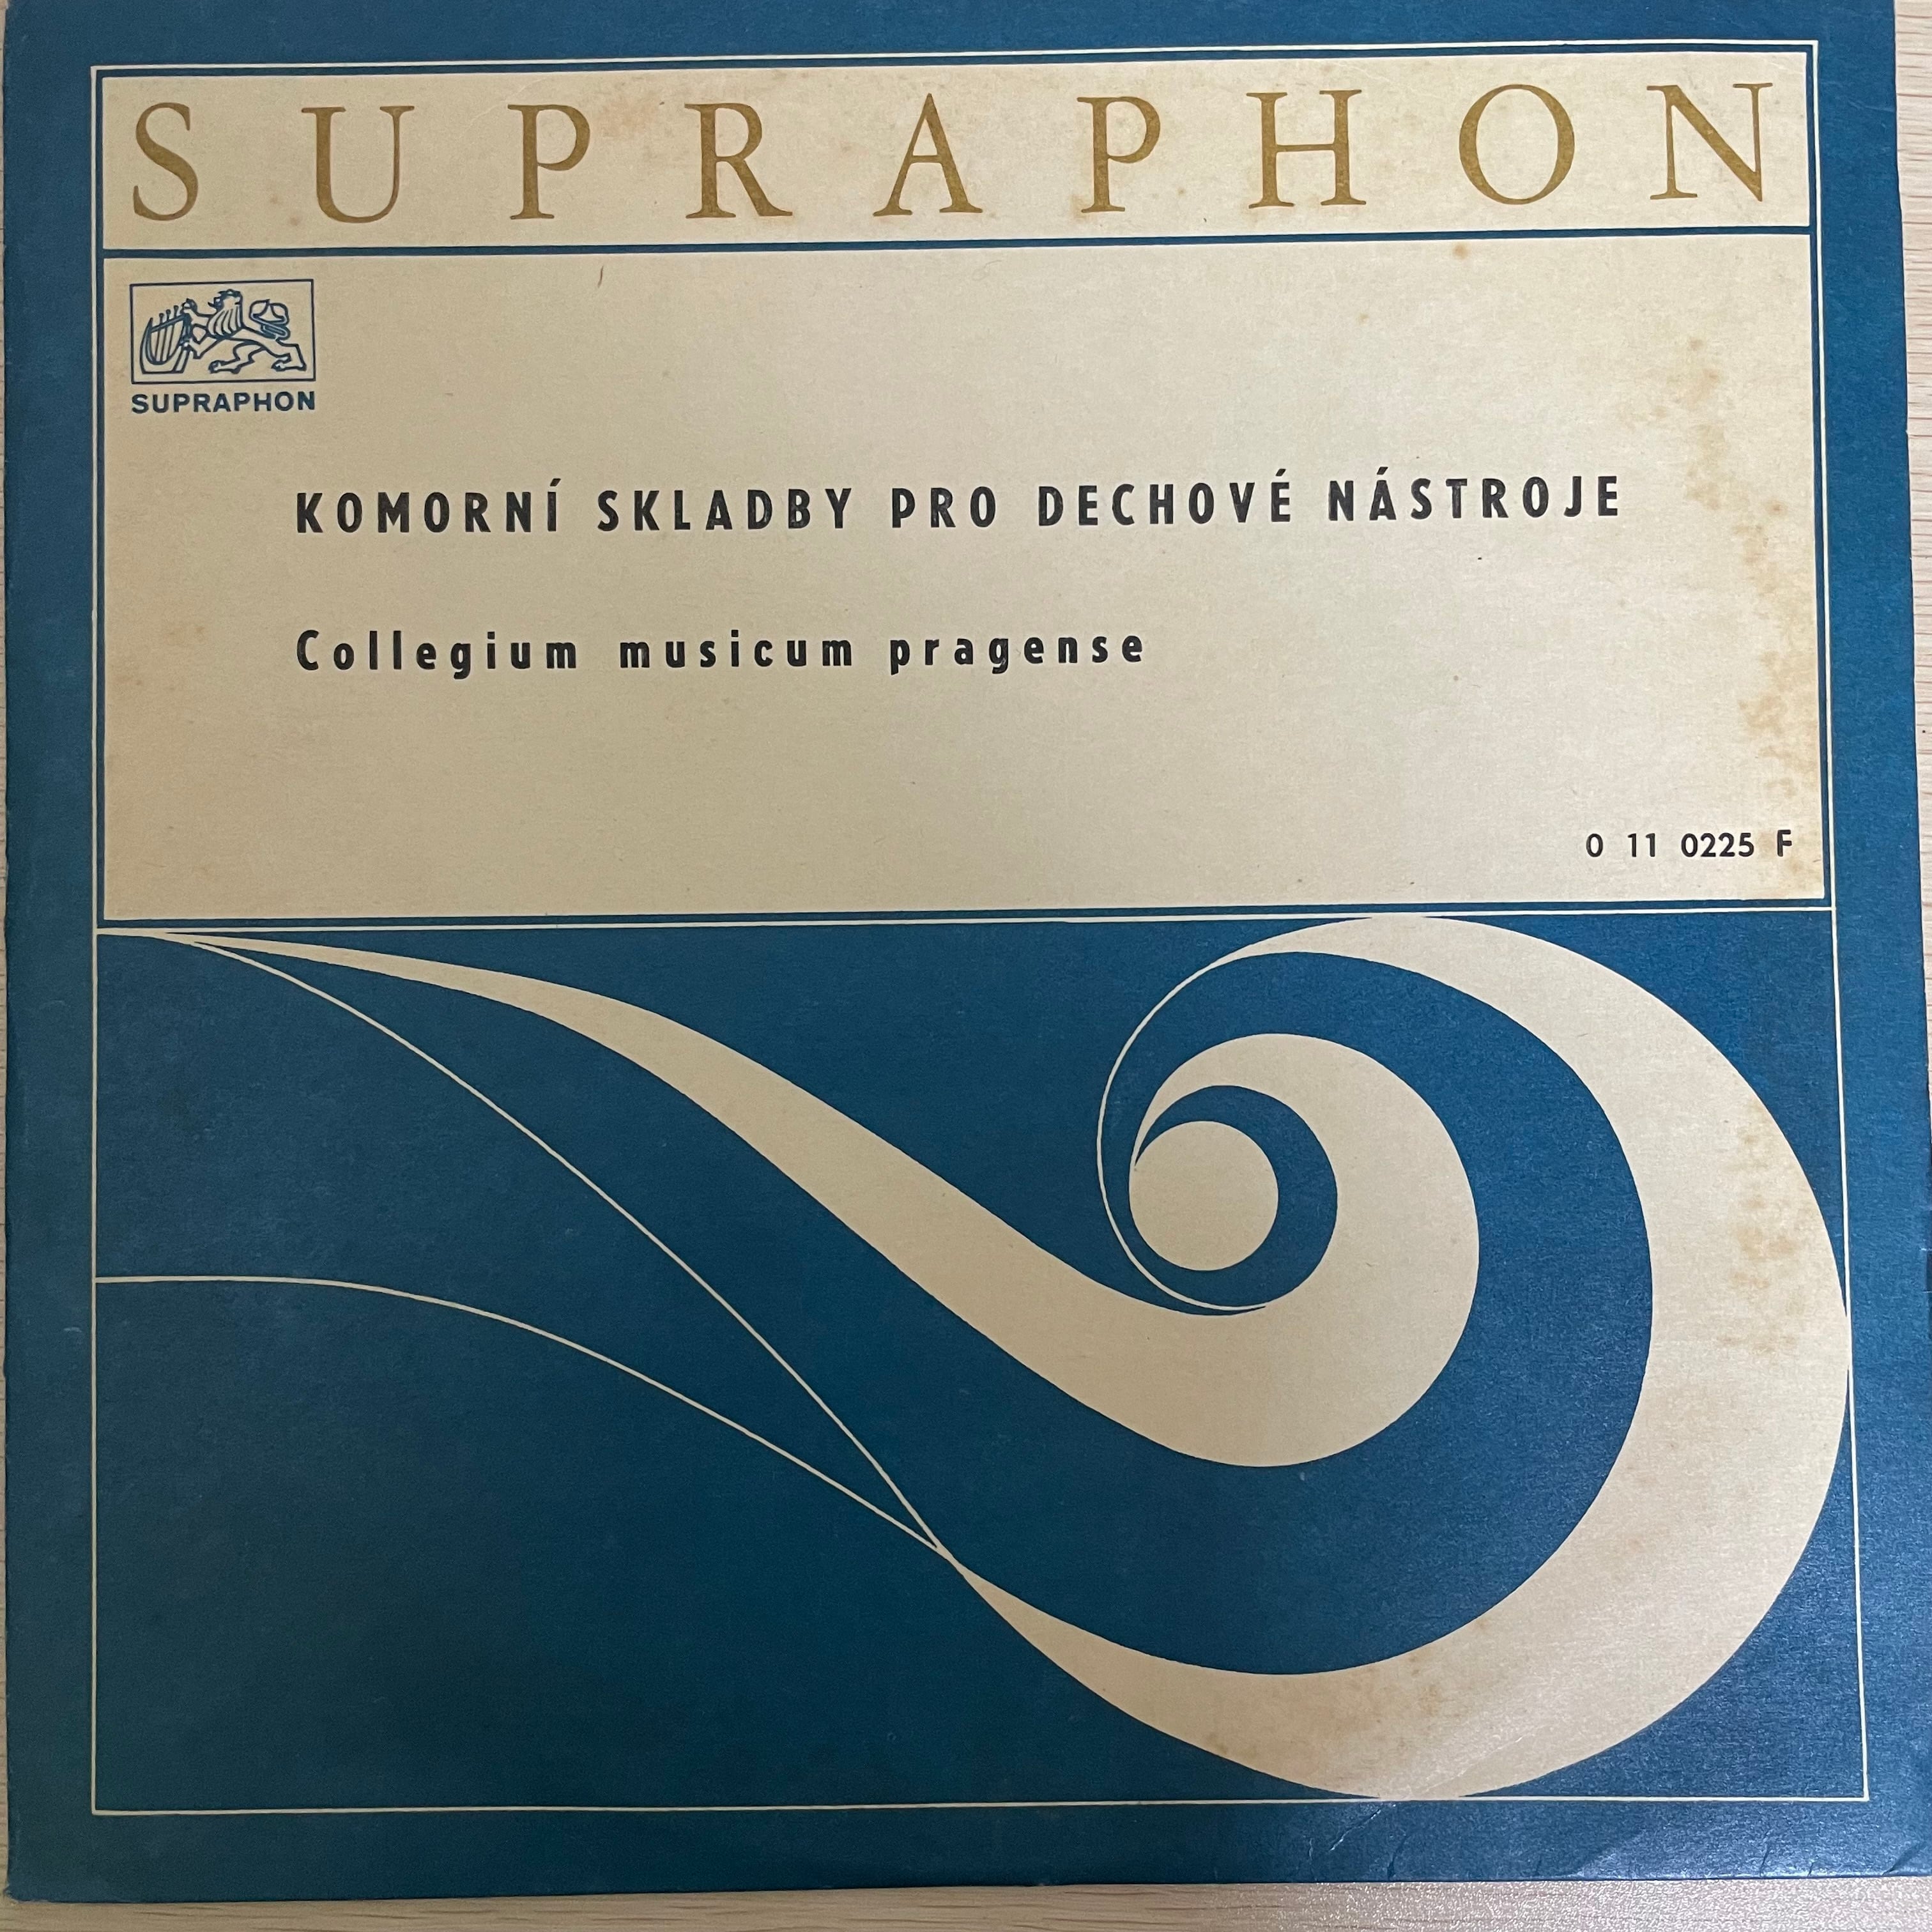 SUPRAPHON
SUPRAPHON
KOMORNÍ SKLADBY PRO DECHOVÉ NÁSTROJE
Collegium musicum pragense
0 11 0225 F